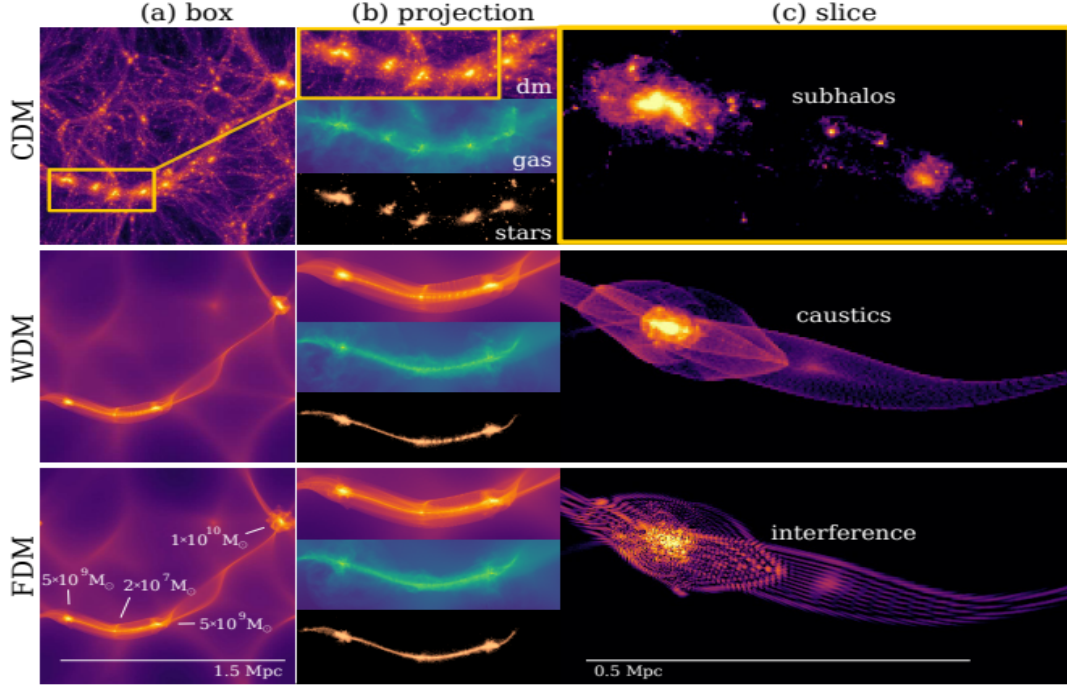 (a) box
(b) projection
(c) slice
CDM
dm
gas
stars
subhalos
WDM
caustics
FDM
1×10¹⁰M☉
5×10⁹M☉
2×10⁷M☉
5×10⁹M☉
1.5 Mpc
interference
0.5 Mpc